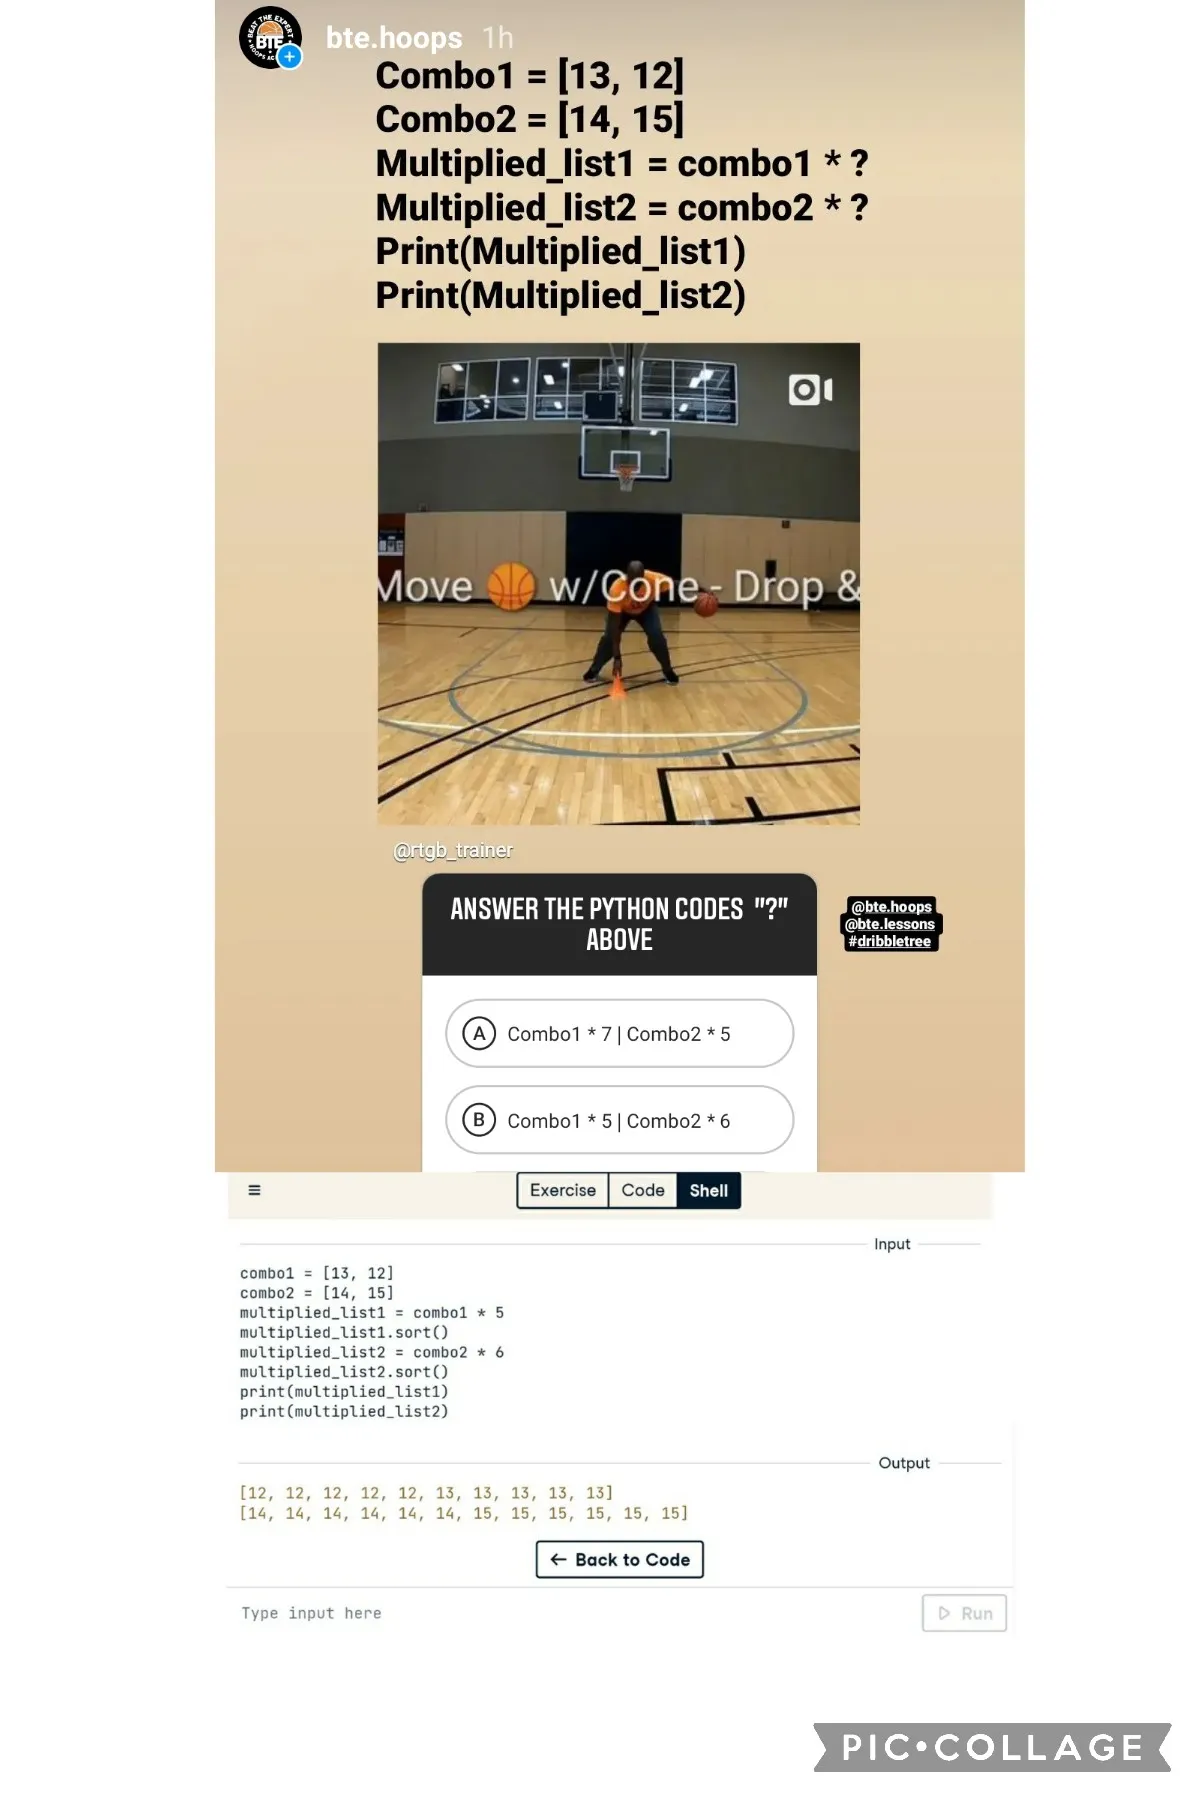 BEAT THE EXPERT
BTE
bte.hoops 1h
Combo1 = [13, 12]
Combo2 = [14, 15]
Multiplied_list1 = combo1 * ?
Multiplied_list2 = combo2 * ?
Print(Multiplied_list1)
Print(Multiplied_list2)
Move 🏀 w/Cone - Drop &
@rtgb_trainer
ANSWER THE PYTHON CODES "?"
ABOVE
@bte.hoops
@bte.lessons
#dribbletree
A Combo1 * 7 | Combo2 * 5
B Combo1 * 5 | Combo2 * 6
≡ Exercise Code Shell
Input
combo1 = [13, 12]
combo2 = [14, 15]
multiplied_list1 = combo1 * 5
multiplied_list1.sort()
multiplied_list2 = combo2 * 6
multiplied_list2.sort()
print(multiplied_list1)
print(multiplied_list2)
Output
[12, 12, 12, 12, 12, 13, 13, 13, 13, 13]
[14, 14, 14, 14, 14, 14, 15, 15, 15, 15, 15, 15]
← Back to Code
Type input here
Run
PIC•COLLAGE